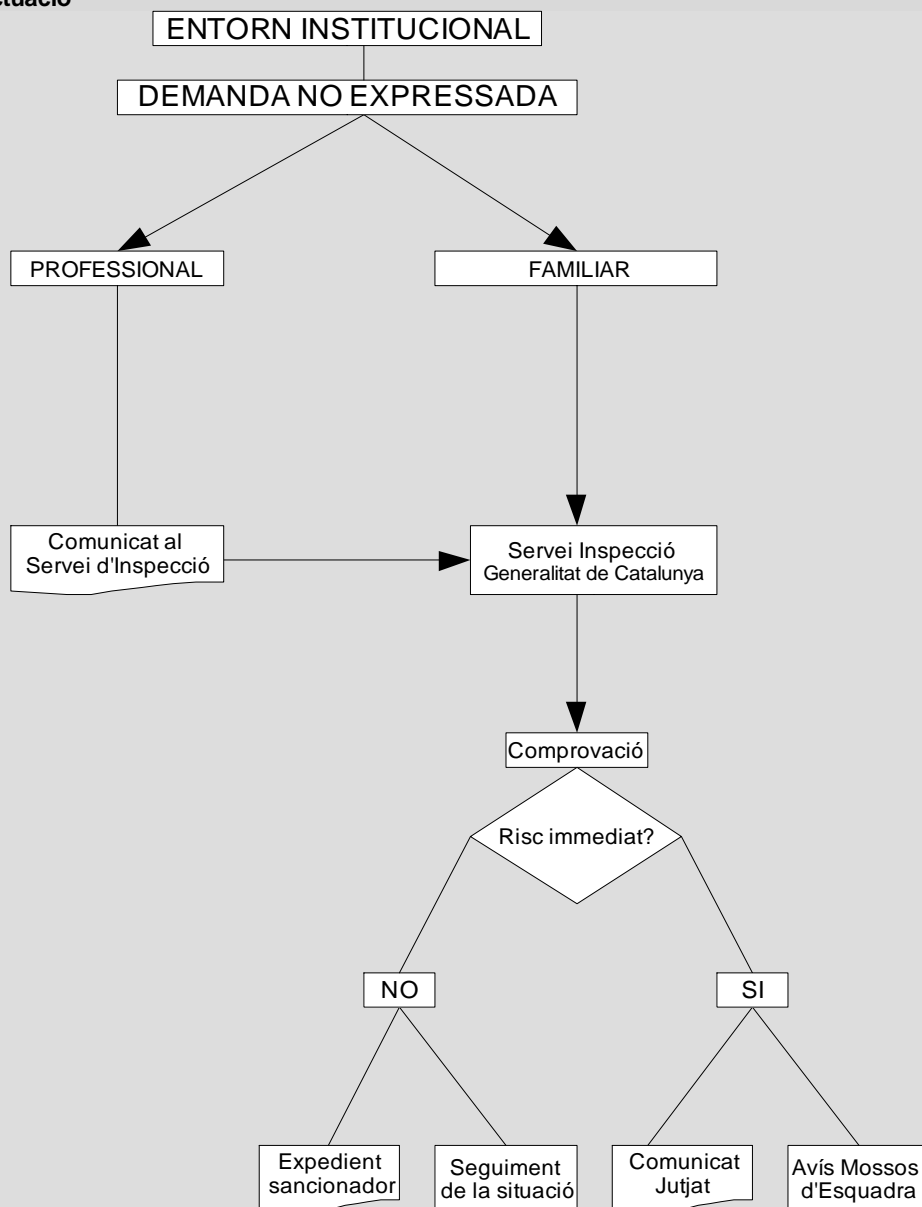 ENTORN INSTITUCIONAL
DEMANDA NO EXPRESSADA
PROFESSIONAL
FAMILIAR
Comunicat al
Servei d'Inspecció
Servei Inspecció
Generalitat de Catalunya
Comprovació
Risc immediat?
NO
SI
Expedient
sancionador
Seguiment
de la situació
Comunicat
Jutjat
Avís Mossos
d'Esquadra